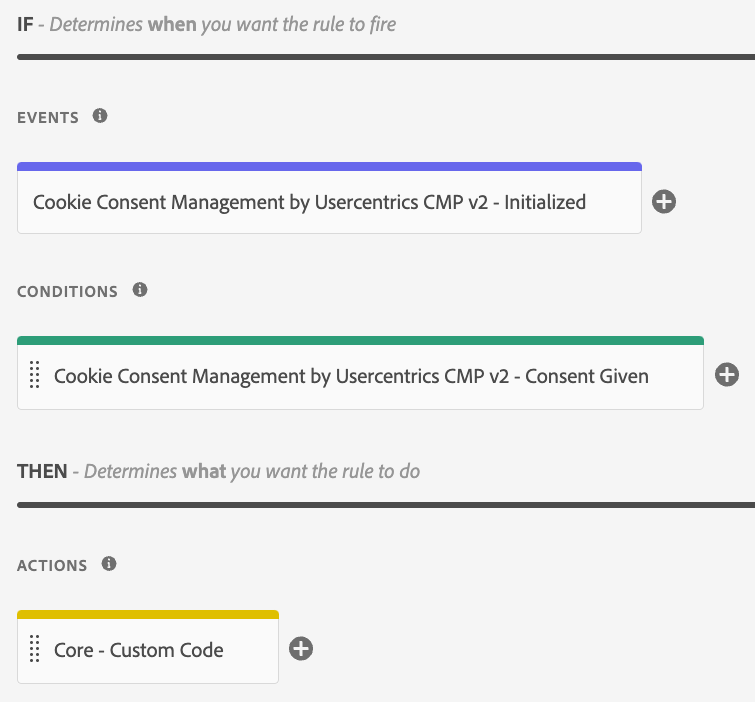 IF - Determines when you want the rule to fire
EVENTS
Cookie Consent Management by Usercentrics CMP v2 - Initialized
CONDITIONS
Cookie Consent Management by Usercentrics CMP v2 - Consent Given
THEN - Determines what you want the rule to do
ACTIONS
Core - Custom Code